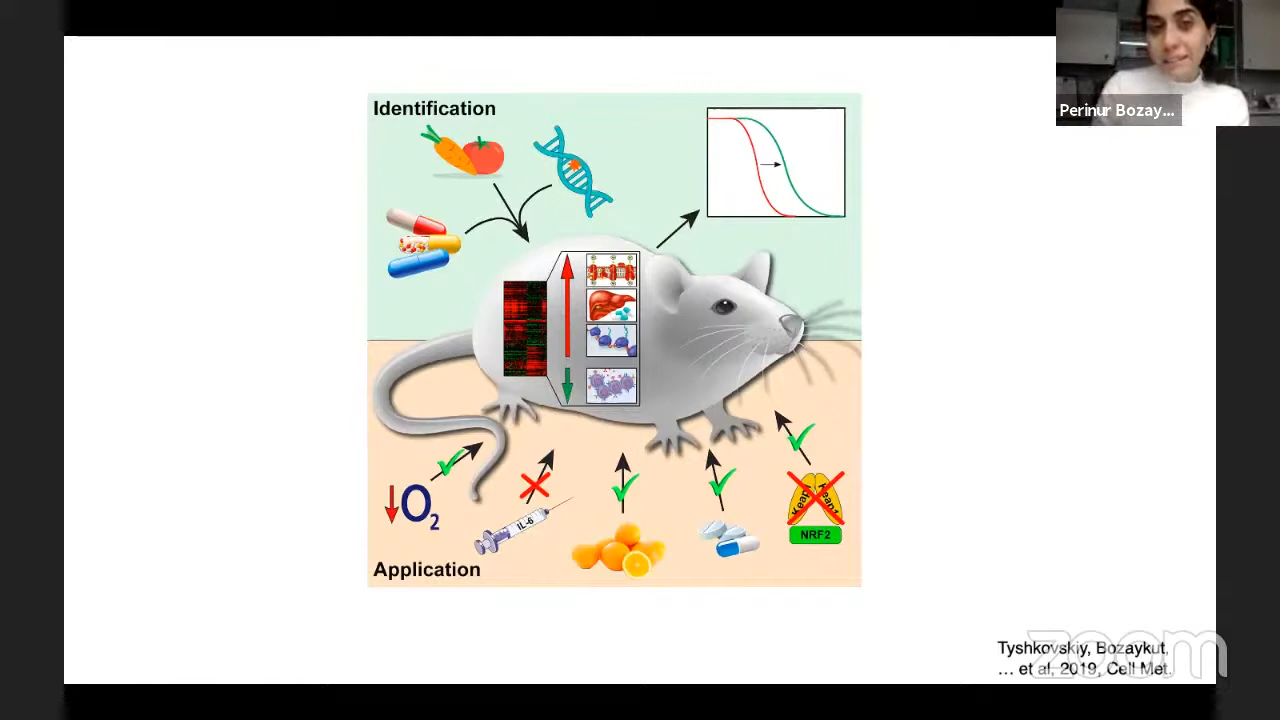 Perinur Bozay...
Identification
IL-6
O2
Keap1
Keap1
NRF2
Application
Tyshkovskiy, Bozaykut,
... et al, 2019, Cell Met.
zoom